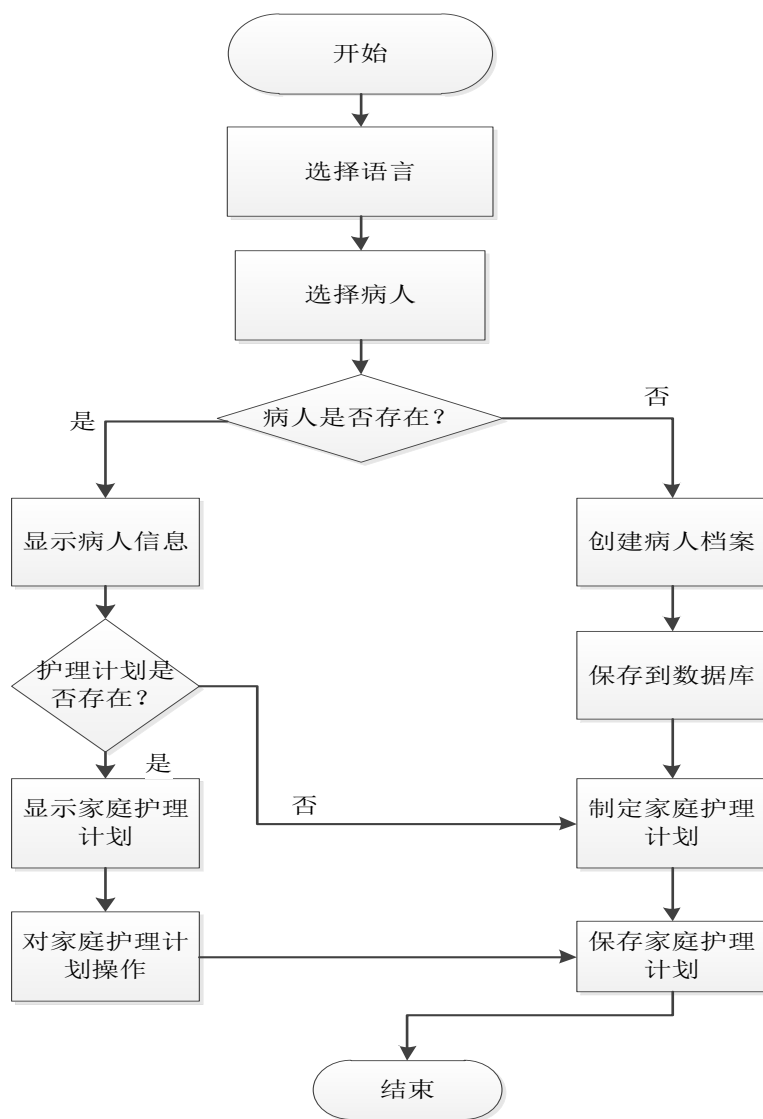 开始
选择语言
选择病人
病人是否存在？
是
否
显示病人信息
创建病人档案
护理计划是
否存在？
保存到数据库
是
否
显示家庭护理
计划
制定家庭护理
计划
对家庭护理计
划操作
保存家庭护理
计划
结束